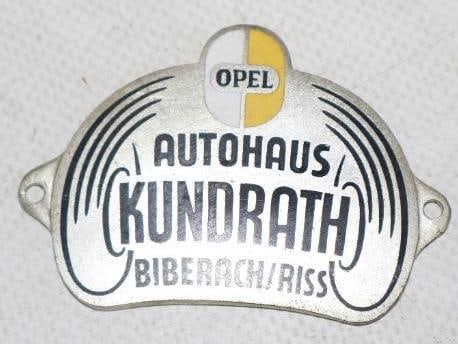 OPEL
AUTOHAUS
KUNDRATH
BIBERACH/RISS